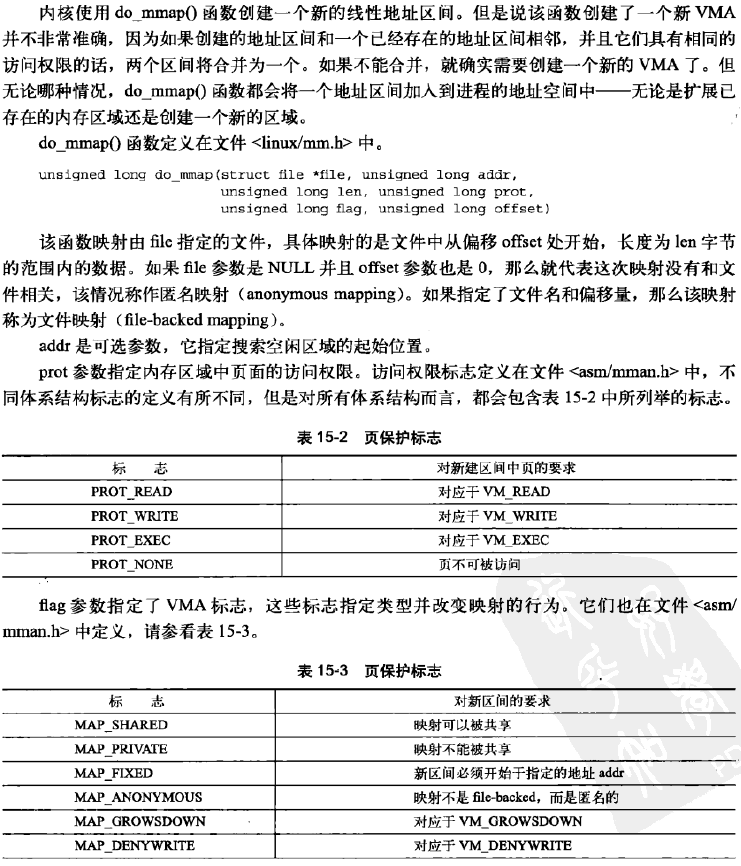 内核使用 do_mmap() 函数创建一个新的线性地址区间。但是说该函数创建了一个新 VMA
并不非常准确，因为如果创建的地址区间和一个已经存在的地址区间相邻，并且它们具有相同的
访问权限的话，两个区间将合并为一个。如果不能合并，就确实需要创建一个新的 VMA 了。但
无论哪种情况，do_mmap() 函数都会将一个地址区间加入到进程的地址空间中——无论是扩展已
存在的内存区域还是创建一个新的区域。
do_mmap() 函数定义在文件 <linux/mm.h> 中。
unsigned long do_mmap(struct file *file, unsigned long addr,
unsigned long len, unsigned long prot,
unsigned long flag, unsigned long offset)
该函数映射由 file 指定的文件，具体映射的是文件中从偏移 offset 处开始，长度为 len 字节
的范围内的数据。如果 file 参数是 NULL 并且 offset 参数也是 0，那么就代表这次映射没有和文
件相关，该情况称作匿名映射（anonymous mapping）。如果指定了文件名和偏移量，那么该映射
称为文件映射（file-backed mapping）。
addr 是可选参数，它指定搜索空闲区域的起始位置。
prot 参数指定内存区域中页面的访问权限。访问权限标志定义在文件 <asm/mman.h> 中，不
同体系结构标志的定义有所不同，但是对所有体系结构而言，都会包含表 15-2 中所列举的标志。
表 15-2 页保护标志
标 志 对新建区间中页的要求
PROT_READ 对应于 VM_READ
PROT_WRITE 对应于 VM_WRITE
PROT_EXEC 对应于 VM_EXEC
PROT_NONE 页不可被访问
flag 参数指定了 VMA 标志，这些标志指定类型并改变映射的行为。它们也在文件 <asm/
mman.h> 中定义，请参看表 15-3。
表 15-3 页保护标志
标 志 对新区间的要求
MAP_SHARED 映射可以被共享
MAP_PRIVATE 映射不能被共享
MAP_FIXED 新区间必须开始于指定的地址 addr
MAP_ANONYMOUS 映射不是 file-backed，而是匿名的
MAP_GROWSDOWN 对应于 VM_GROWSDOWN
MAP_DENYWRITE 对应于 VM_DENYWRITE